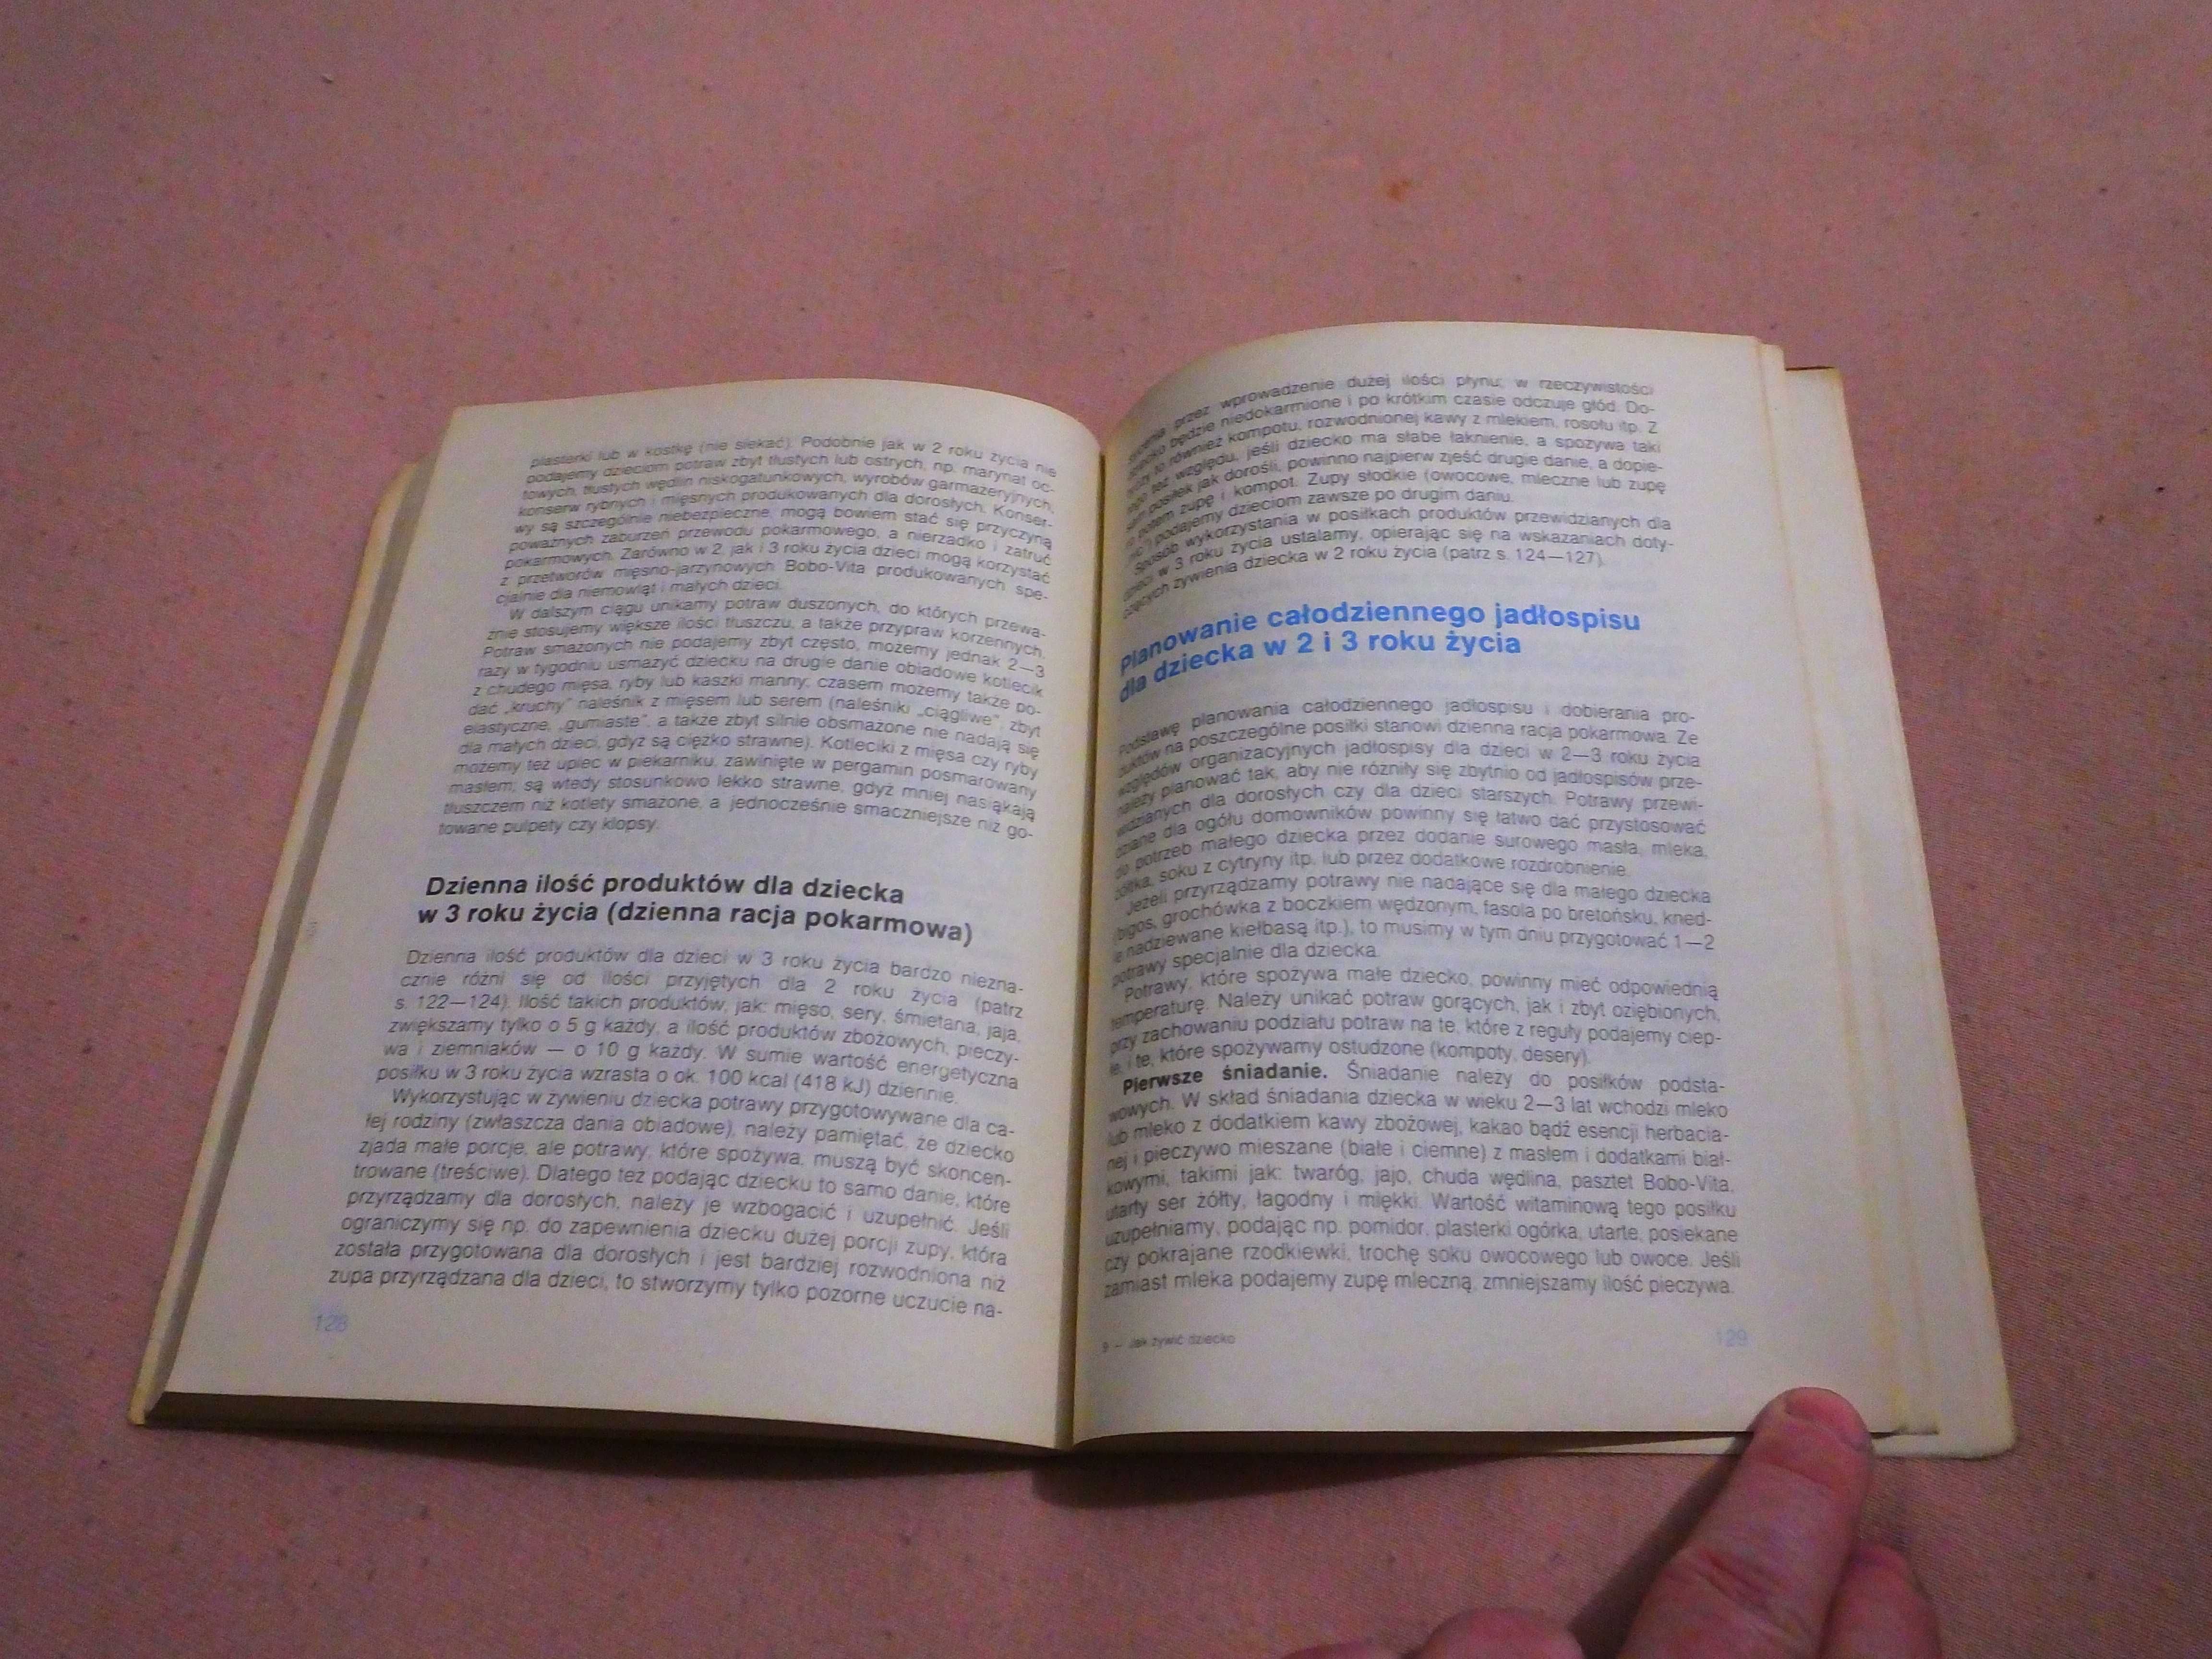 plasterki lub w kostkę (nie siekać). Podobnie jak w 2 roku życia nie
podajemy dzieciom potraw zbyt tłustych lub ostrych, np. marynat oc-
towych, tłustych wędlin niskogatunkowych, wyrobów garmażeryjnych,
konserw rybnych i mięsnych produkowanych dla dorosłych. Konser-
wy są szczególnie niebezpieczne, mogą bowiem stać się przyczyną
poważnych zaburzeń przewodu pokarmowego, a nierzadko i zatruć
pokarmowych. Zarówno w 2, jak i 3 roku życia dzieci mogą korzystać
z przetworów mięsno-jarzynowych Bobo-Vita produkowanych spe-
cjalnie dla niemowląt i małych dzieci.
W dalszym ciągu unikamy potraw duszonych, do których przewa-
żnie stosujemy większe ilości tłuszczu, a także przypraw korzennych.
Potraw smażonych nie podajemy zbyt często, możemy jednak 2—3
razy w tygodniu usmażyć dziecku na drugie danie obiadowe kotlecik
z chudego mięsa, ryby lub kaszki manny; czasem możemy także po-
dać „kruchy" naleśnik z mięsem lub serem (naleśniki „ciągliwe", zbyt
elastyczne, „gumiaste", a także zbyt silnie obsmażone nie nadają się
dla małych dzieci, gdyż są ciężko strawne). Kotleciki z mięsa czy ryby
możemy też upiec w piekarniku, zawinięte w pergamin posmarowany
masłem; są wtedy stosunkowo lekko strawne, gdyż mniej nasiąkają
tłuszczem niż kotlety smażone, a jednocześnie smaczniejsze niż go-
towane pulpety czy klopsy.
Dzienna ilość produktów dla dziecka
w 3 roku życia (dzienna racja pokarmowa)
Dzienna ilość produktów dla dzieci w 3 roku życia bardzo niezna-
cznie różni się od ilości przyjętych dla 2 roku życia (patrz
s. 122—124). Ilość takich produktów, jak: mięso, sery, śmietana, jaja,
zwiększamy tylko o 5 g każdy, a ilość produktów zbożowych, pieczy-
wa i ziemniaków — o 10 g każdy. W sumie wartość energetyczna
posiłku w 3 roku życia wzrasta o ok. 100 kcal (418 kJ) dziennie.
Wykorzystując w żywieniu dziecka potrawy przygotowywane dla ca-
łej rodziny (zwłaszcza dania obiadowe), należy pamiętać, że dziecko
zjada małe porcje, ale potrawy, które spożywa, muszą być skoncen-
trowane (treściwe). Dlatego też podając dziecku to samo danie, które
przyrządzamy dla dorosłych, należy je wzbogacić i uzupełnić. Jeśli
ograniczymy się np. do zapewnienia dziecku dużej porcji zupy, która
została przygotowana dla dorosłych i jest bardziej rozwodniona niż
zupa przyrządzana dla dzieci, to stworzymy tylko pozorne uczucie na-
128
przez wprowadzenie dużej ilości płynu; w rzeczywistości
dziecko będzie niedokarmione i po krótkim czasie odczuje głód. Do-
tyczy to również kompotu, rozwodnionej kawy z mlekiem, rosołu itp. Z
tego też względu, jeśli dziecko ma słabe łaknienie, a spożywa taki
sam posiłek jak dorośli, powinno najpierw zjeść drugie danie, a dopie-
ro potem zupę i kompot. Zupy słodkie (owocowe, mleczne lub zupę
podajemy dzieciom zawsze po drugim daniu.
Sposób wykorzystania w posiłkach produktów przewidzianych dla
dzieci w 3 roku życia ustalamy, opierając się na wskazaniach doty-
czących żywienia dziecka w 2 roku życia (patrz s. 124—127).
Planowanie całodziennego jadłospisu
dla dziecka w 2 i 3 roku życia
Podstawę planowania całodziennego jadłospisu i dobierania pro-
duktów na poszczególne posiłki stanowi dzienna racja pokarmowa. Ze
względów organizacyjnych jadłospisy dla dzieci w 2—3 roku życia
należy planować tak, aby nie różniły się zbytnio od jadłospisów prze-
widzianych dla dorosłych czy dla dzieci starszych. Potrawy przewi-
dziane dla ogółu domowników powinny się łatwo dać przystosować
do potrzeb małego dziecka przez dodanie surowego masła, mleka,
żółtka, soku z cytryny itp. lub przez dodatkowe rozdrobnienie.
Jeżeli przyrządzamy potrawy nie nadające się dla małego dziecka
(bigos, grochówka z boczkiem wędzonym, fasola po bretońsku, kned-
le nadziewane kiełbasą itp.), to musimy w tym dniu przygotować 1—2
potrawy specjalnie dla dziecka.
Potrawy, które spożywa małe dziecko, powinny mieć odpowiednią
temperaturę. Należy unikać potraw gorących, jak i zbyt oziębionych,
przy zachowaniu podziału potraw na te, które z reguły podajemy ciep-
łe, i te, które spożywamy ostudzone (kompoty, desery).
Pierwsze śniadanie. Śniadanie należy do posiłków podsta-
wowych. W skład śniadania dziecka w wieku 2—3 lat wchodzi mleko
lub mleko z dodatkiem kawy zbożowej, kakao bądź esencji herbacia-
nej i pieczywo mieszane (białe i ciemne) z masłem i dodatkami biał-
kowymi, takimi jak: twaróg, jajo, chuda wędlina, pasztet Bobo-Vita,
utarty ser żółty, łagodny i miękki. Wartość witaminową tego posiłku
uzupełniamy, podając np. pomidor, plasterki ogórka, utarte, posiekane
czy pokrajane rzodkiewki, trochę soku owocowego lub owoce. Jeśli
zamiast mleka podajemy zupę mleczną, zmniejszamy ilość pieczywa.
9 — Jak żywić dziecko
129